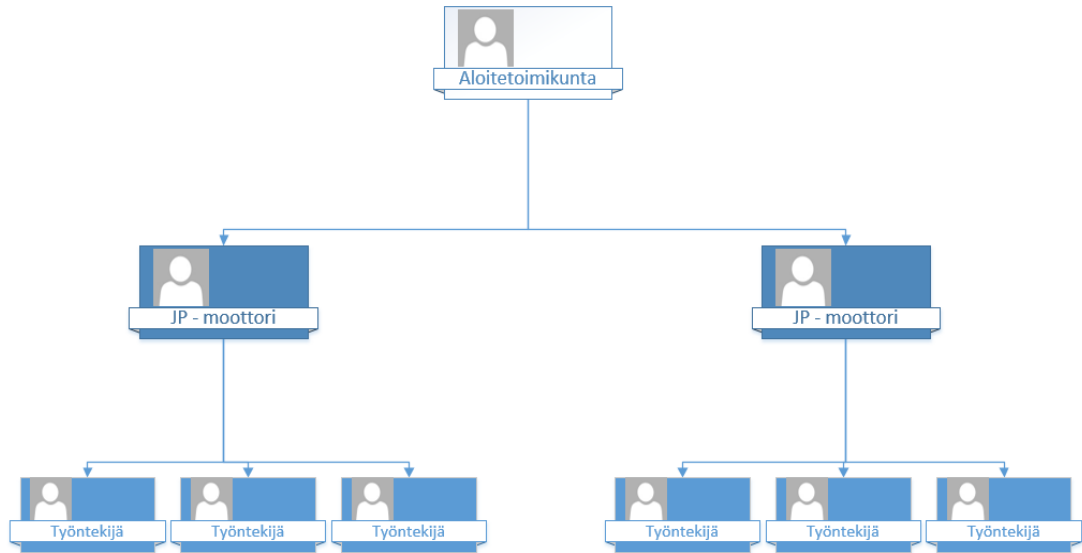 Aloitetoimikunta
JP - moottori
JP - moottori
Työntekijä
Työntekijä
Työntekijä
Työntekijä
Työntekijä
Työntekijä